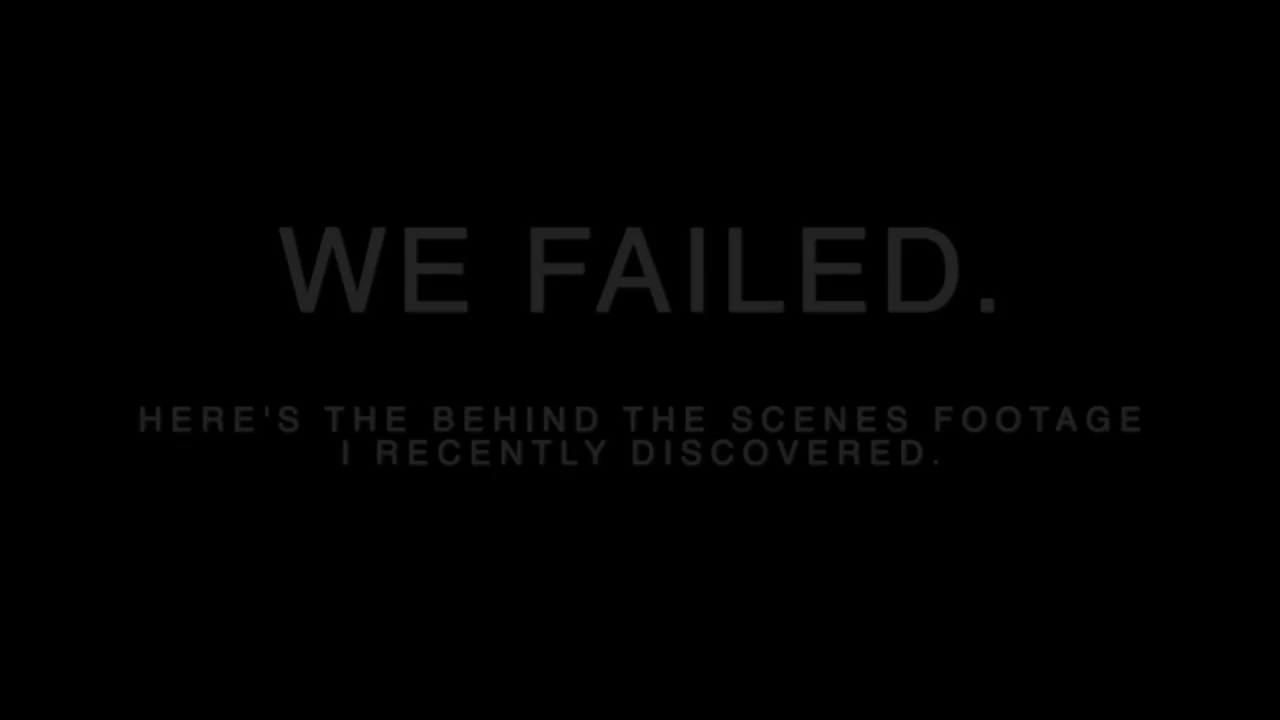 WE FAILED.
HERE'S THE BEHIND THE SCENES FOOTAGE
I RECENTLY DISCOVERED.